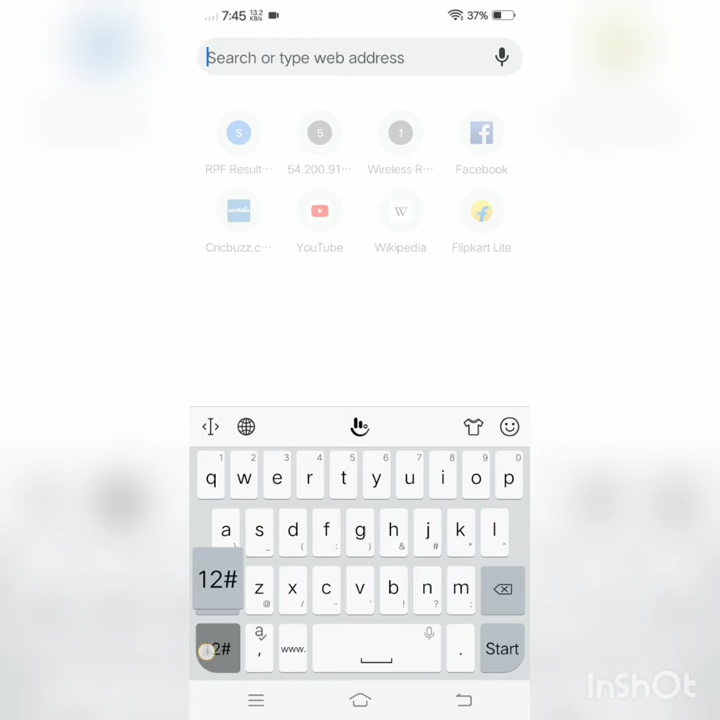 7:45 13.2 KB/s 37%
Search or type web address
S 5 1
RPF Result··· 54.200.91··· Wireless R··· Facebook
W
Cricbuzz.c··· YouTube Wikipedia Flipkart Lite
1 2 3 4 5 6 7 8 9 0
q w e r t y u i o p
a s d f g h j k l
\ _ ( : ) & # * "
12# z x c v b n m
@ / - ' ! ? ;
12# a , www. . Start
InShOt